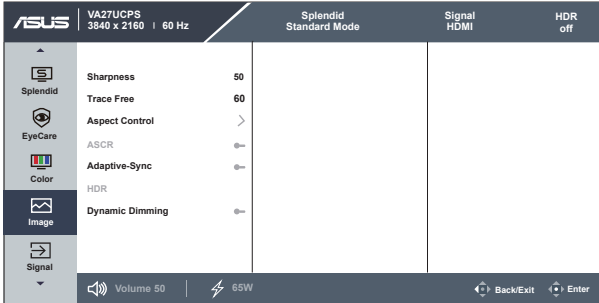 ASUS
VA27UCPS
3840 x 2160 | 60 Hz
Splendid
Standard Mode
Signal
HDMI
HDR
off
Splendid
EyeCare
Color
Image
Signal
Sharpness 50
Trace Free 60
Aspect Control
ASCR
Adaptive-Sync
HDR
Dynamic Dimming
Volume 50
65W
Back/Exit
Enter